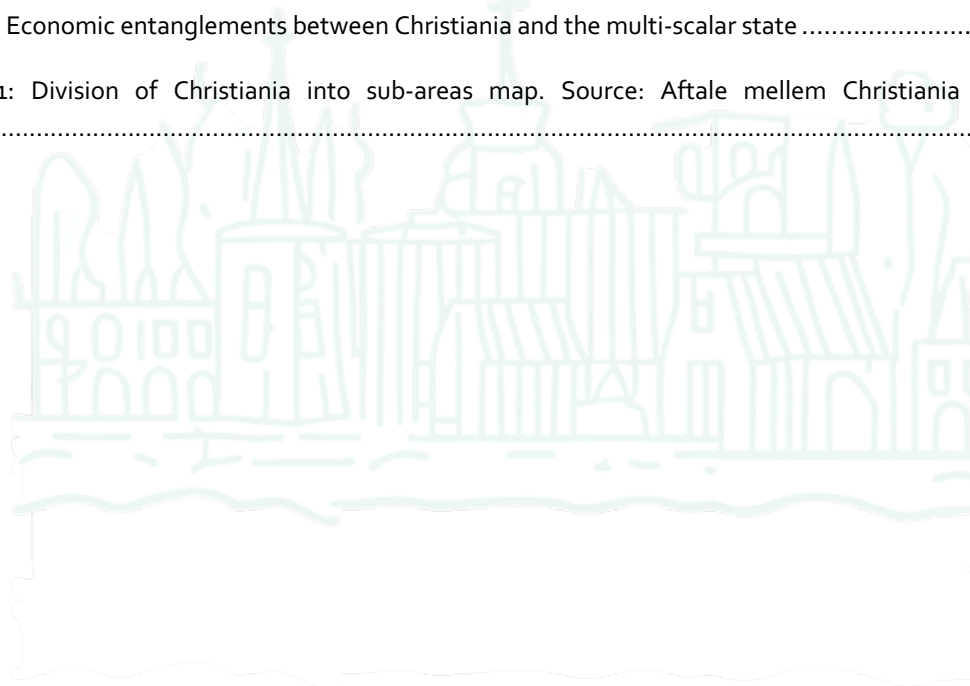 Economic entanglements between Christiania and the multi-scalar state ......................
1: Division of Christiania into sub-areas map. Source: Aftale mellem Christiania
................................................................................................................................